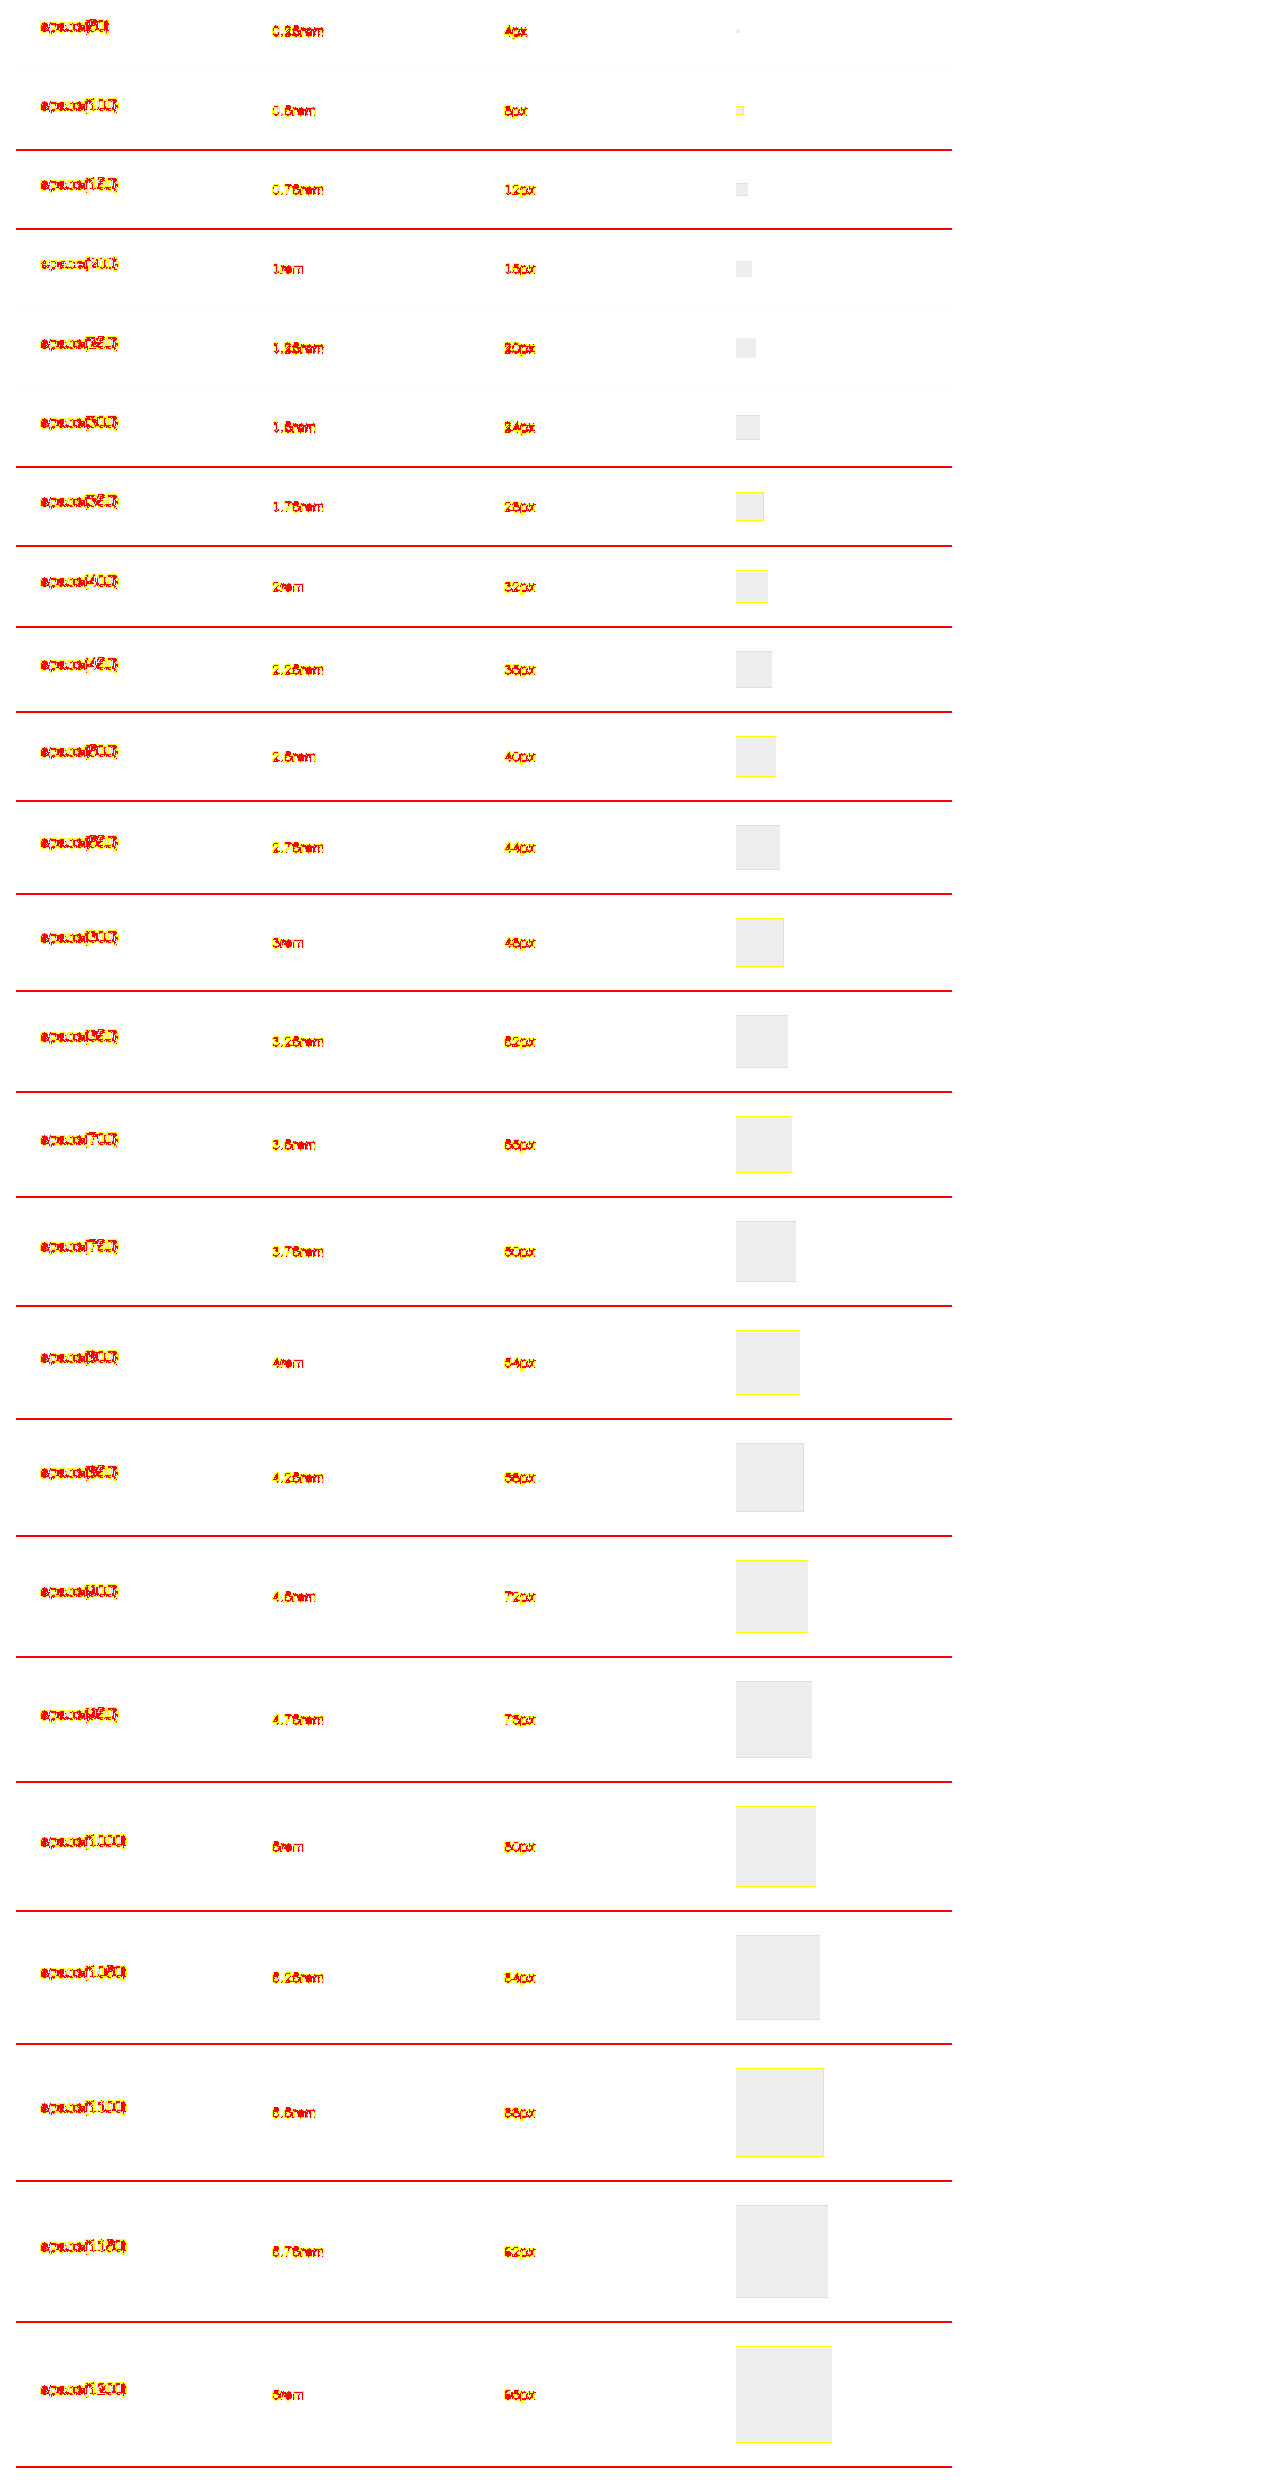 space(50) 0.25rem 4px
space(100) 0.5rem 8px
space(150) 0.75rem 12px
space(200) 1rem 16px
space(250) 1.25rem 20px
space(300) 1.5rem 24px
space(350) 1.75rem 28px
space(400) 2rem 32px
space(450) 2.25rem 36px
space(500) 2.5rem 40px
space(550) 2.75rem 44px
space(600) 3rem 48px
space(650) 3.25rem 52px
space(700) 3.5rem 56px
space(750) 3.75rem 60px
space(800) 4rem 64px
space(850) 4.25rem 68px
space(900) 4.5rem 72px
space(950) 4.75rem 76px
space(1000) 5rem 80px
space(1050) 5.25rem 84px
space(1100) 5.5rem 88px
space(1150) 5.75rem 92px
space(1200) 6rem 96px